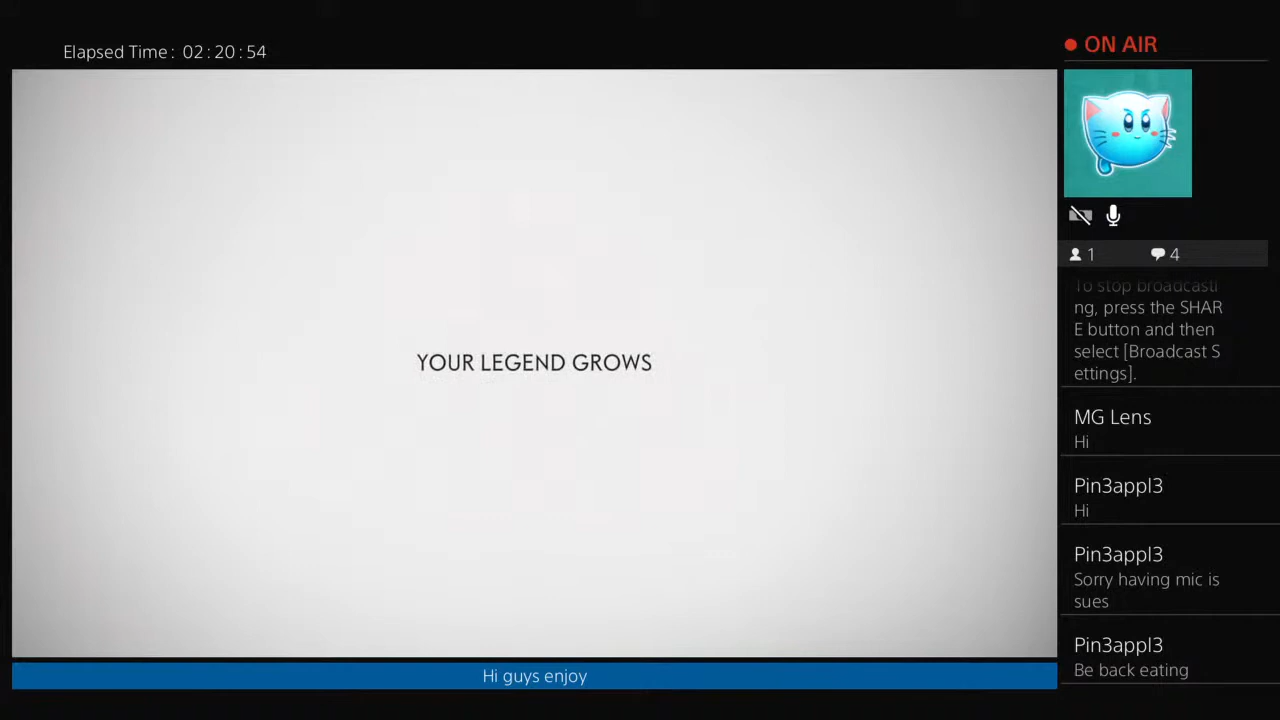 Elapsed Time: 02:20:54
ON AIR
1
4
To stop broadcasti
ng, press the SHAR
E button and then
select [Broadcast S
ettings].
MG Lens
Hi
Pin3appl3
Hi
Pin3appl3
Sorry having mic is
sues
Pin3appl3
Be back eating
YOUR LEGEND GROWS
Hi guys enjoy